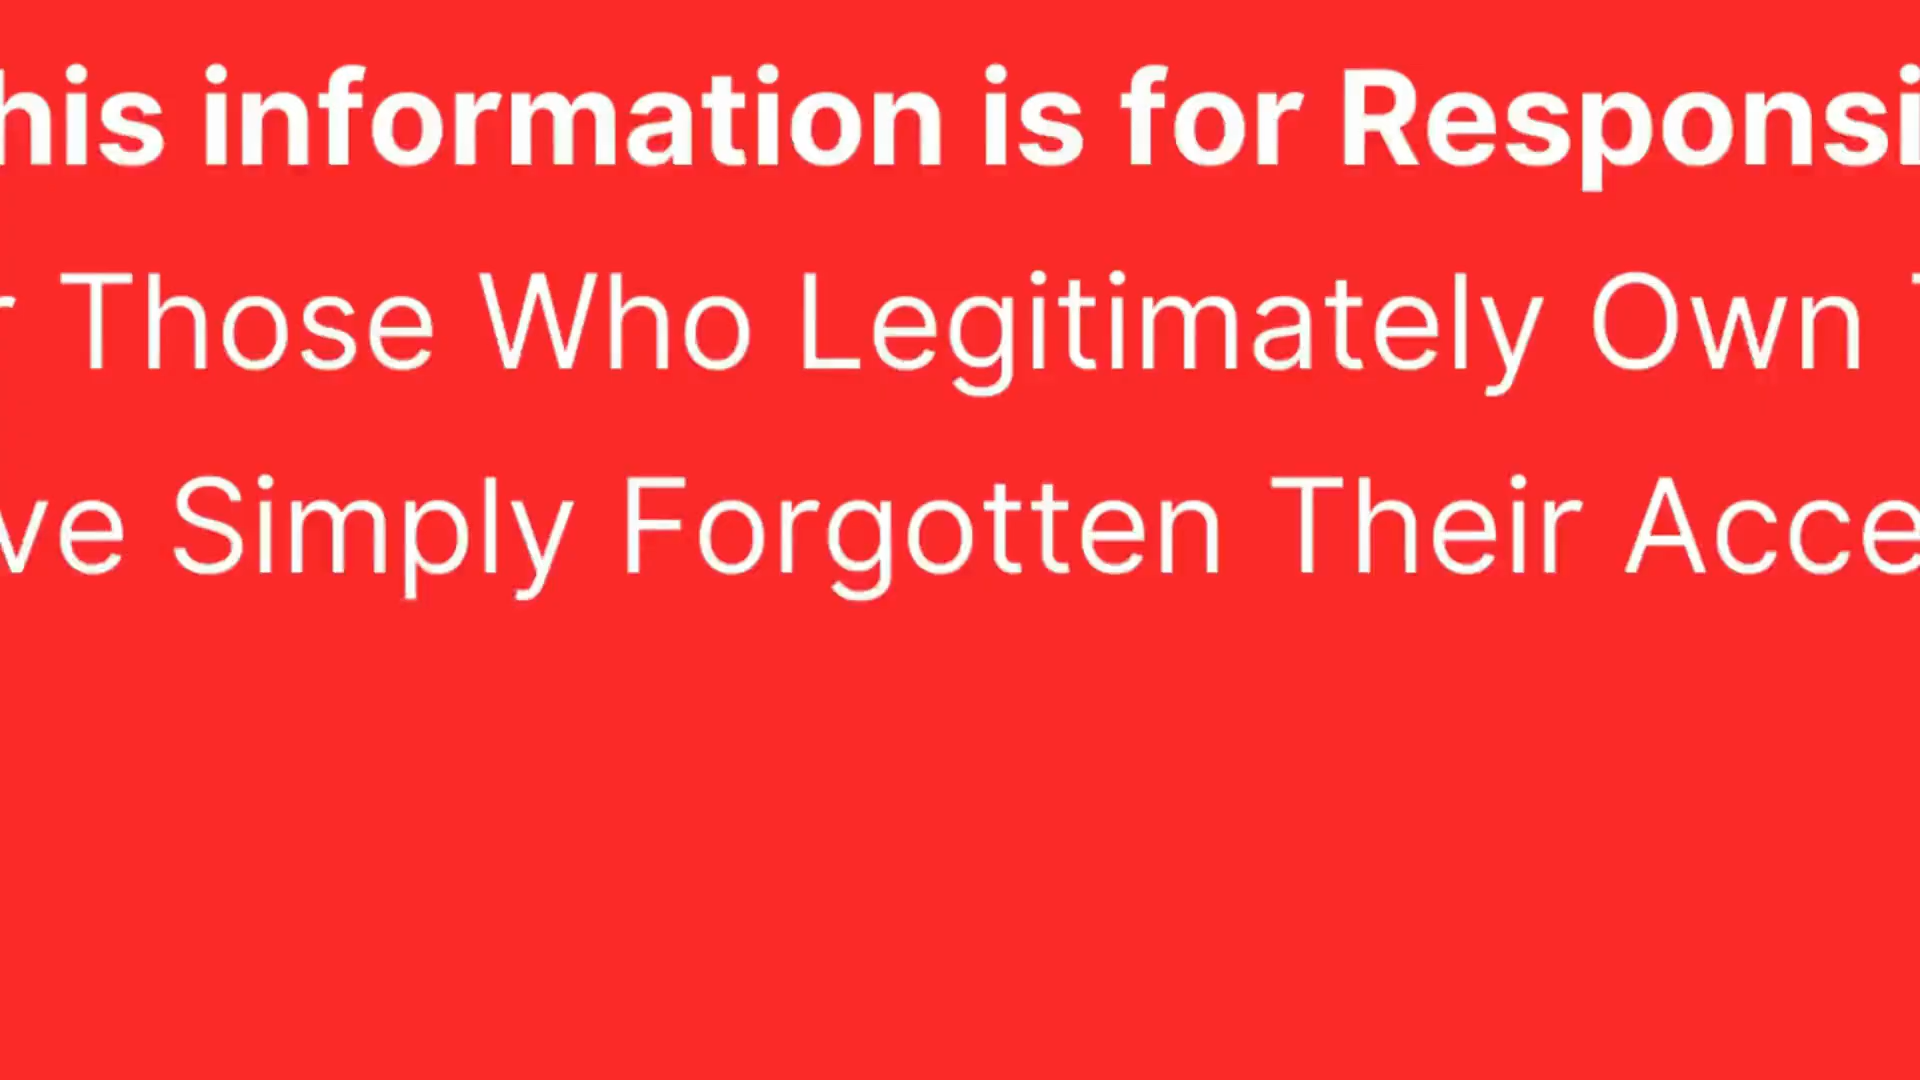 his information is for Responsi
r Those Who Legitimately Own
ve Simply Forgotten Their Acce